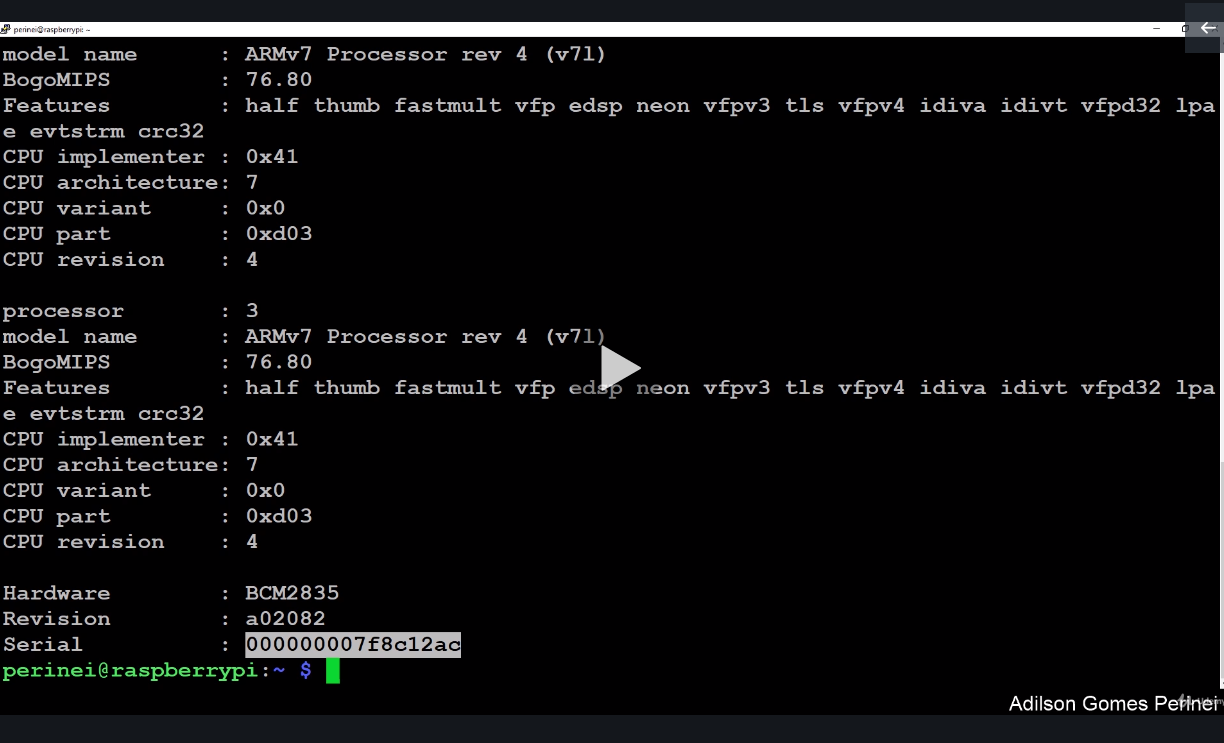 perinei@raspberrypi: ~
model name      : ARMv7 Processor rev 4 (v7l)
BogoMIPS        : 76.80
Features        : half thumb fastmult vfp edsp neon vfpv3 tls vfpv4 idiva idivt vfpd32 lpa
e evtstrm crc32
CPU implementer : 0x41
CPU architecture: 7
CPU variant     : 0x0
CPU part        : 0xd03
CPU revision    : 4
processor       : 3
model name      : ARMv7 Processor rev 4 (v7l)
BogoMIPS        : 76.80
Features        : half thumb fastmult vfp edsp neon vfpv3 tls vfpv4 idiva idivt vfpd32 lpa
e evtstrm crc32
CPU implementer : 0x41
CPU architecture: 7
CPU variant     : 0x0
CPU part        : 0xd03
CPU revision    : 4
Hardware        : BCM2835
Revision        : a02082
Serial          : 000000007f8c12ac
perinei@raspberrypi:~ $
Adilson Gomes Perinei